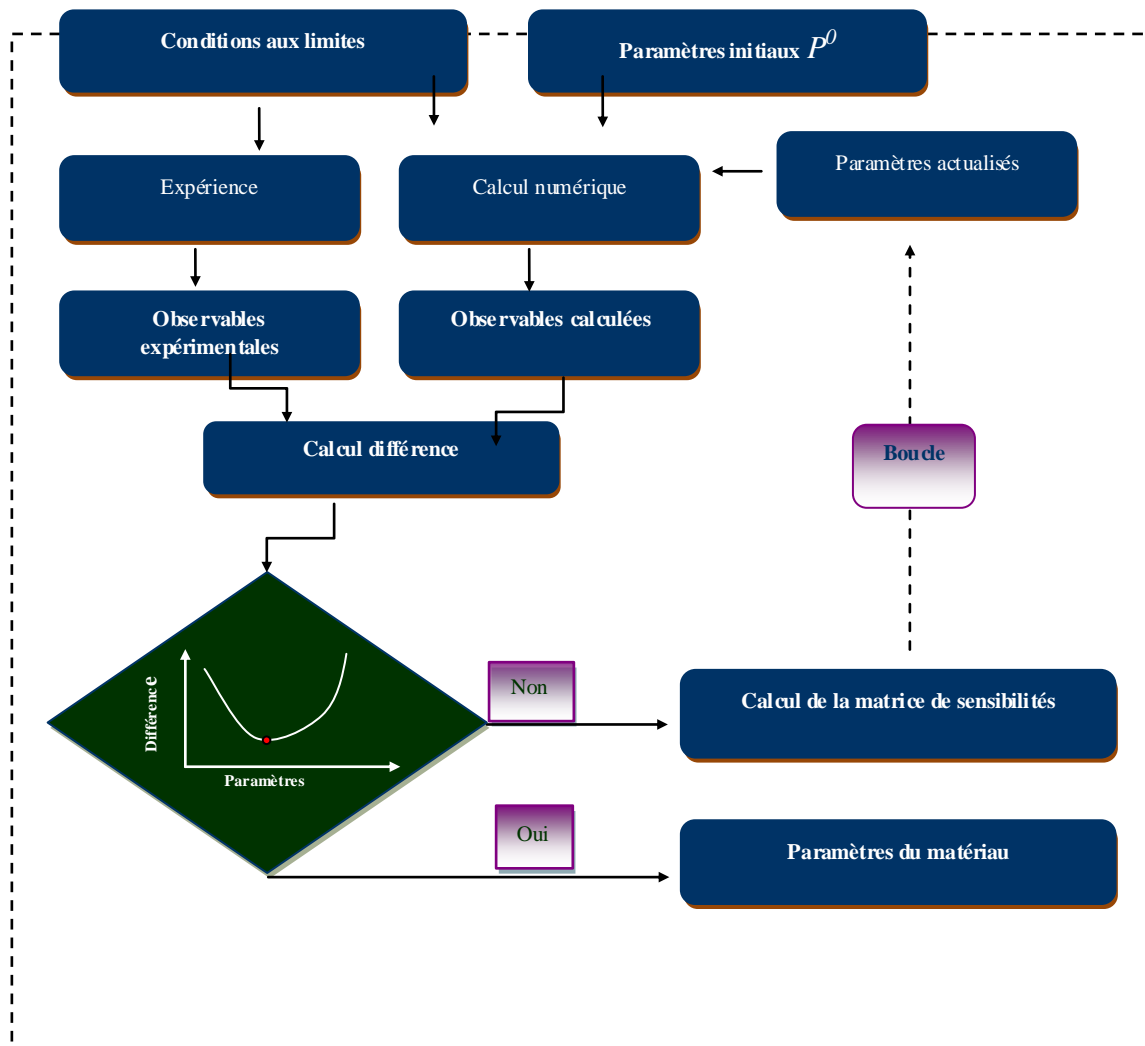 Conditions aux limites
Paramètres initiaux P⁰
Expérience
Calcul numérique
Paramètres actualisés
Observables
expérimentales
Observables calculées
Calcul différence
Boucle
Différence
Paramètres
Non
Calcul de la matrice de sensibilités
Oui
Paramètres du matériau